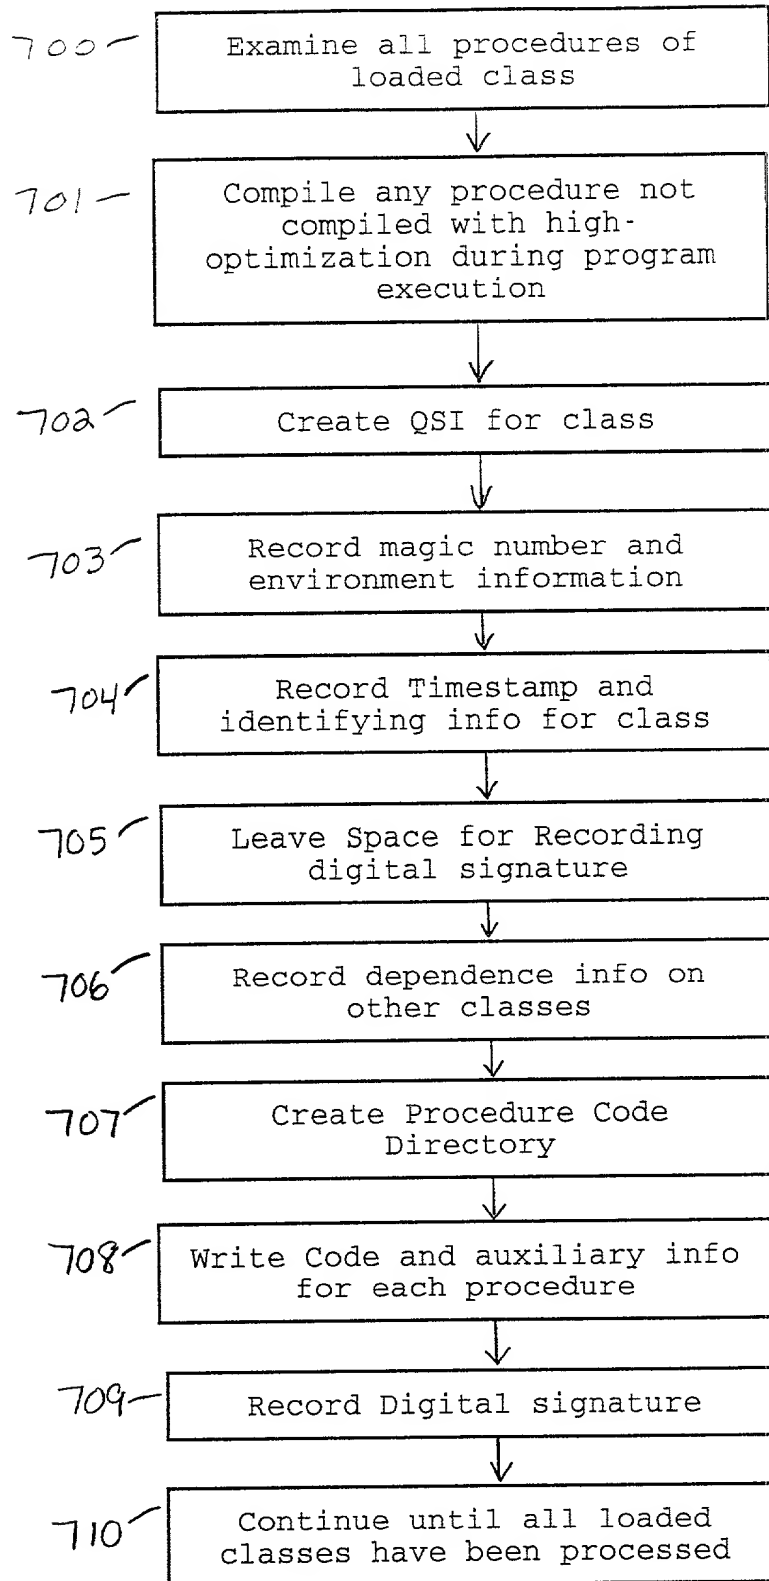 700
Examine all procedures of
loaded class
701
Compile any procedure not
compiled with high-
optimization during program
execution
702
Create QSI for class
703
Record magic number and
environment information
704
Record Timestamp and
identifying info for class
705
Leave Space for Recording
digital signature
706
Record dependence info on
other classes
707
Create Procedure Code
Directory
708
Write Code and auxiliary info
for each procedure
709
Record Digital signature
710
Continue until all loaded
classes have been processed